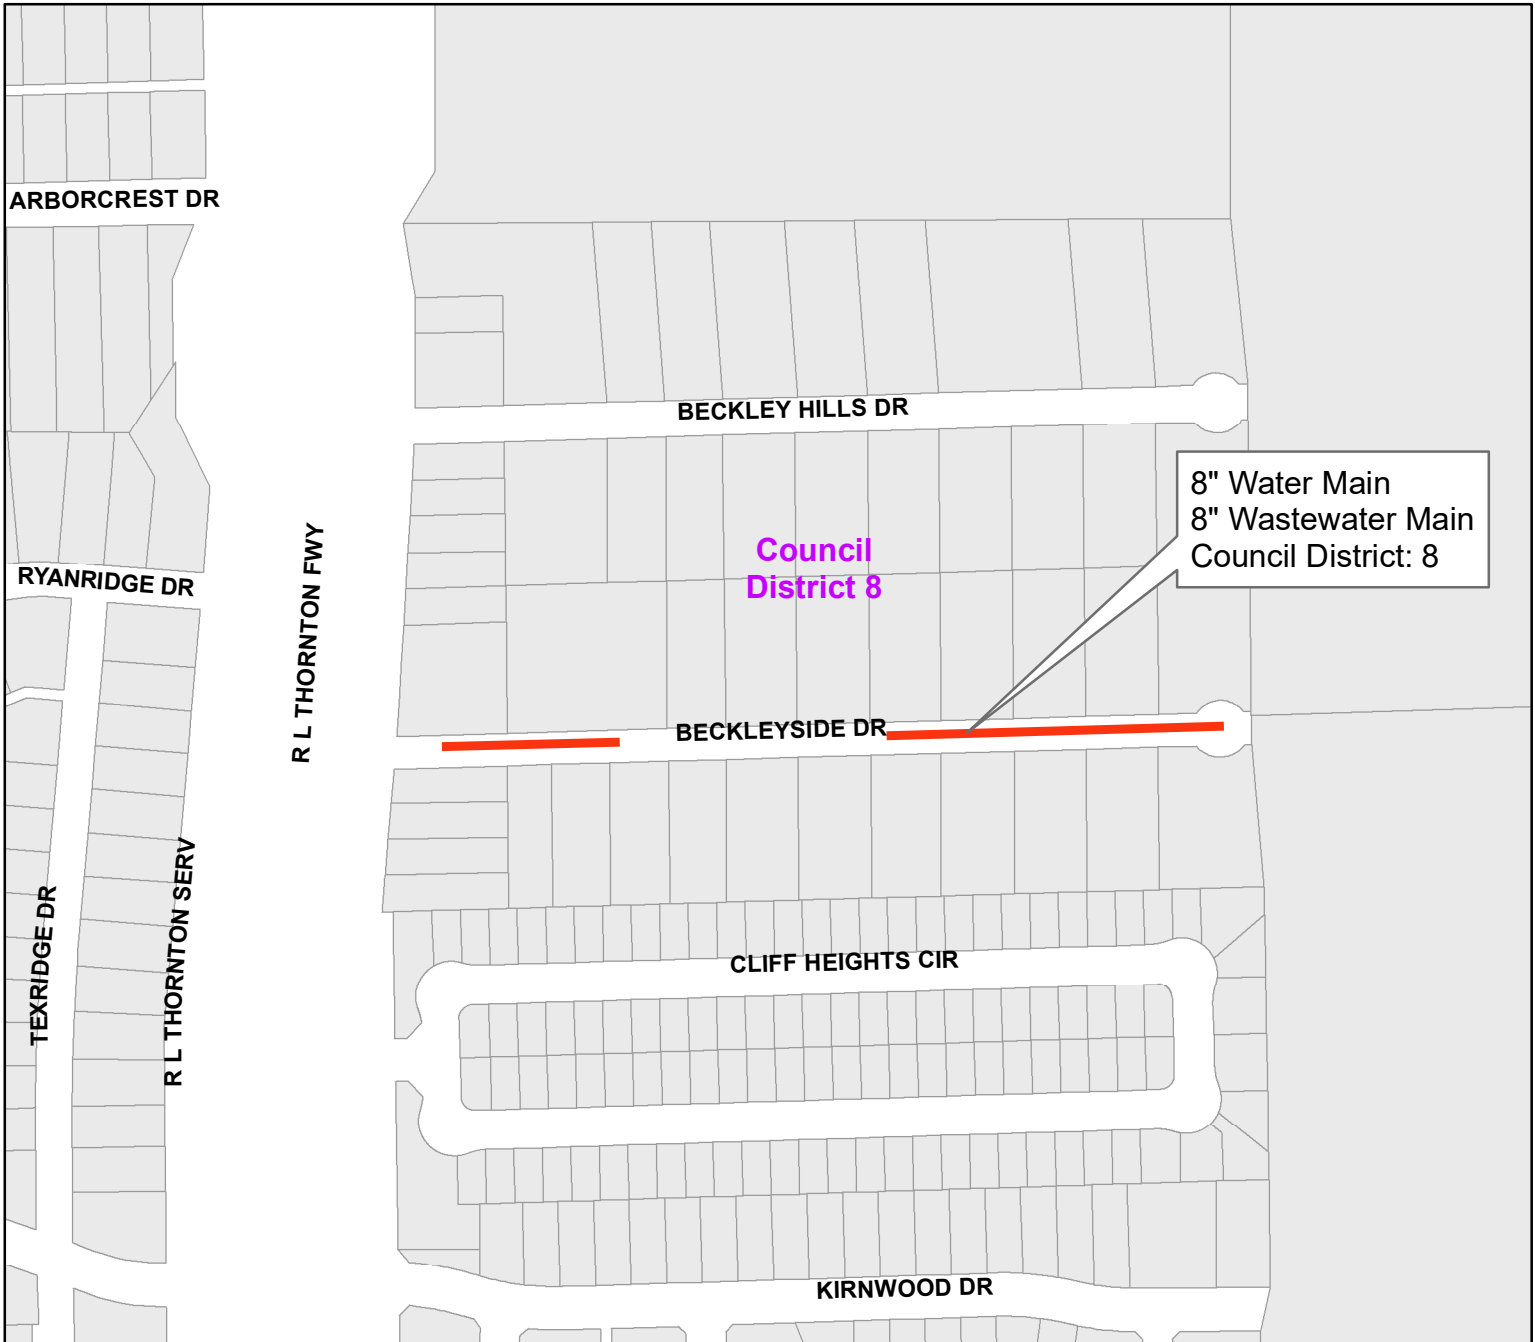 ARBORCREST DR
BECKLEY HILLS DR
8" Water Main
8" Wastewater Main
Council District: 8
Council
District 8
RYANRIDGE DR
R L THORNTON FWY
BECKLEYSIDE DR
R L THORNTON SERV
TEXRIDGE DR
CLIFF HEIGHTS CIR
KIRNWOOD DR